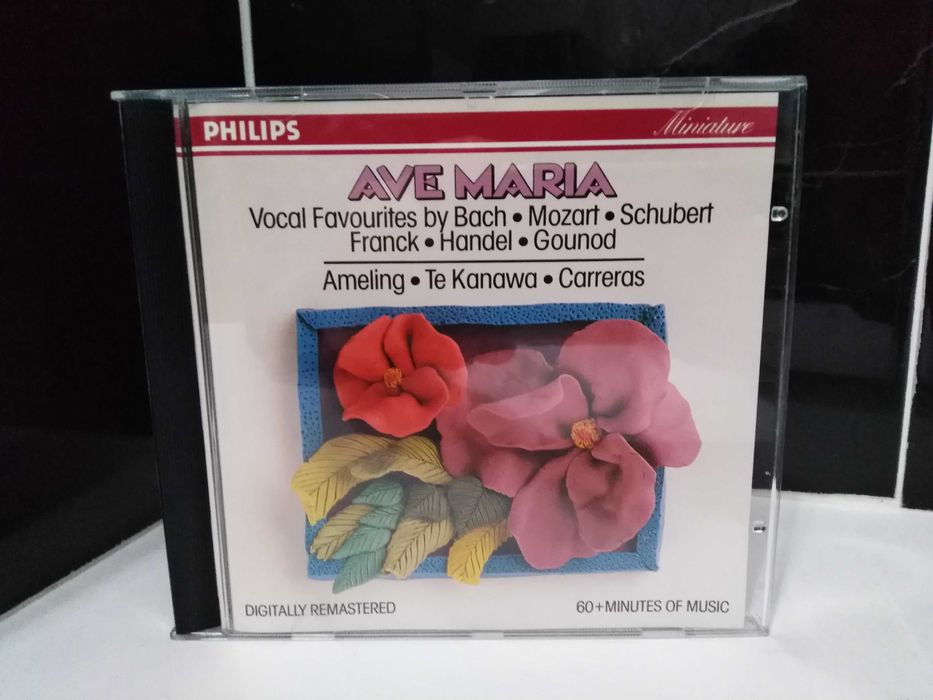 PHILIPS Miniature
AVE MARIA
Vocal Favourites by Bach • Mozart • Schubert
Franck • Handel • Gounod
Ameling • Te Kanawa • Carreras
DIGITALLY REMASTERED 60+MINUTES OF MUSIC